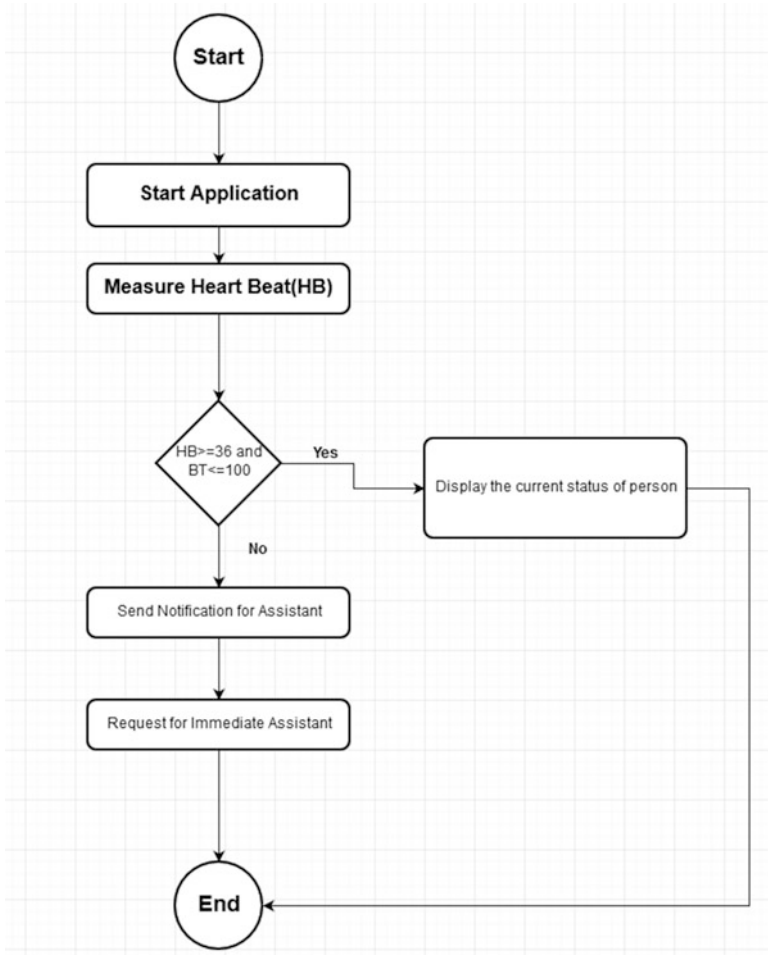 Start
Start Application
Measure Heart Beat(HB)
HB>=36 and
BT<=100
Yes
Display the current status of person
No
Send Notification for Assistant
Request for Immediate Assistant
End